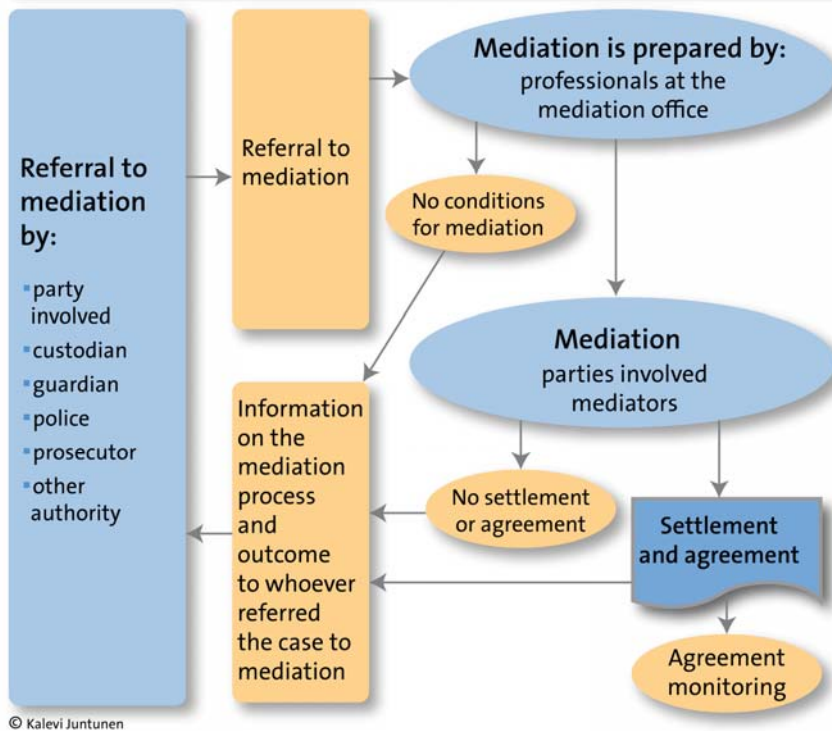 Referral to
mediation
by:
▪ party
involved
▪ custodian
▪ guardian
▪ police
▪ prosecutor
▪ other
authority
Referral to
mediation
Mediation is prepared by:
professionals at the
mediation office
No conditions
for mediation
Mediation
parties involved
mediators
Information
on the
mediation
process
and
outcome
to whoever
referred
the case to
mediation
No settlement
or agreement
Settlement
and agreement
Agreement
monitoring
© Kalevi Juntunen